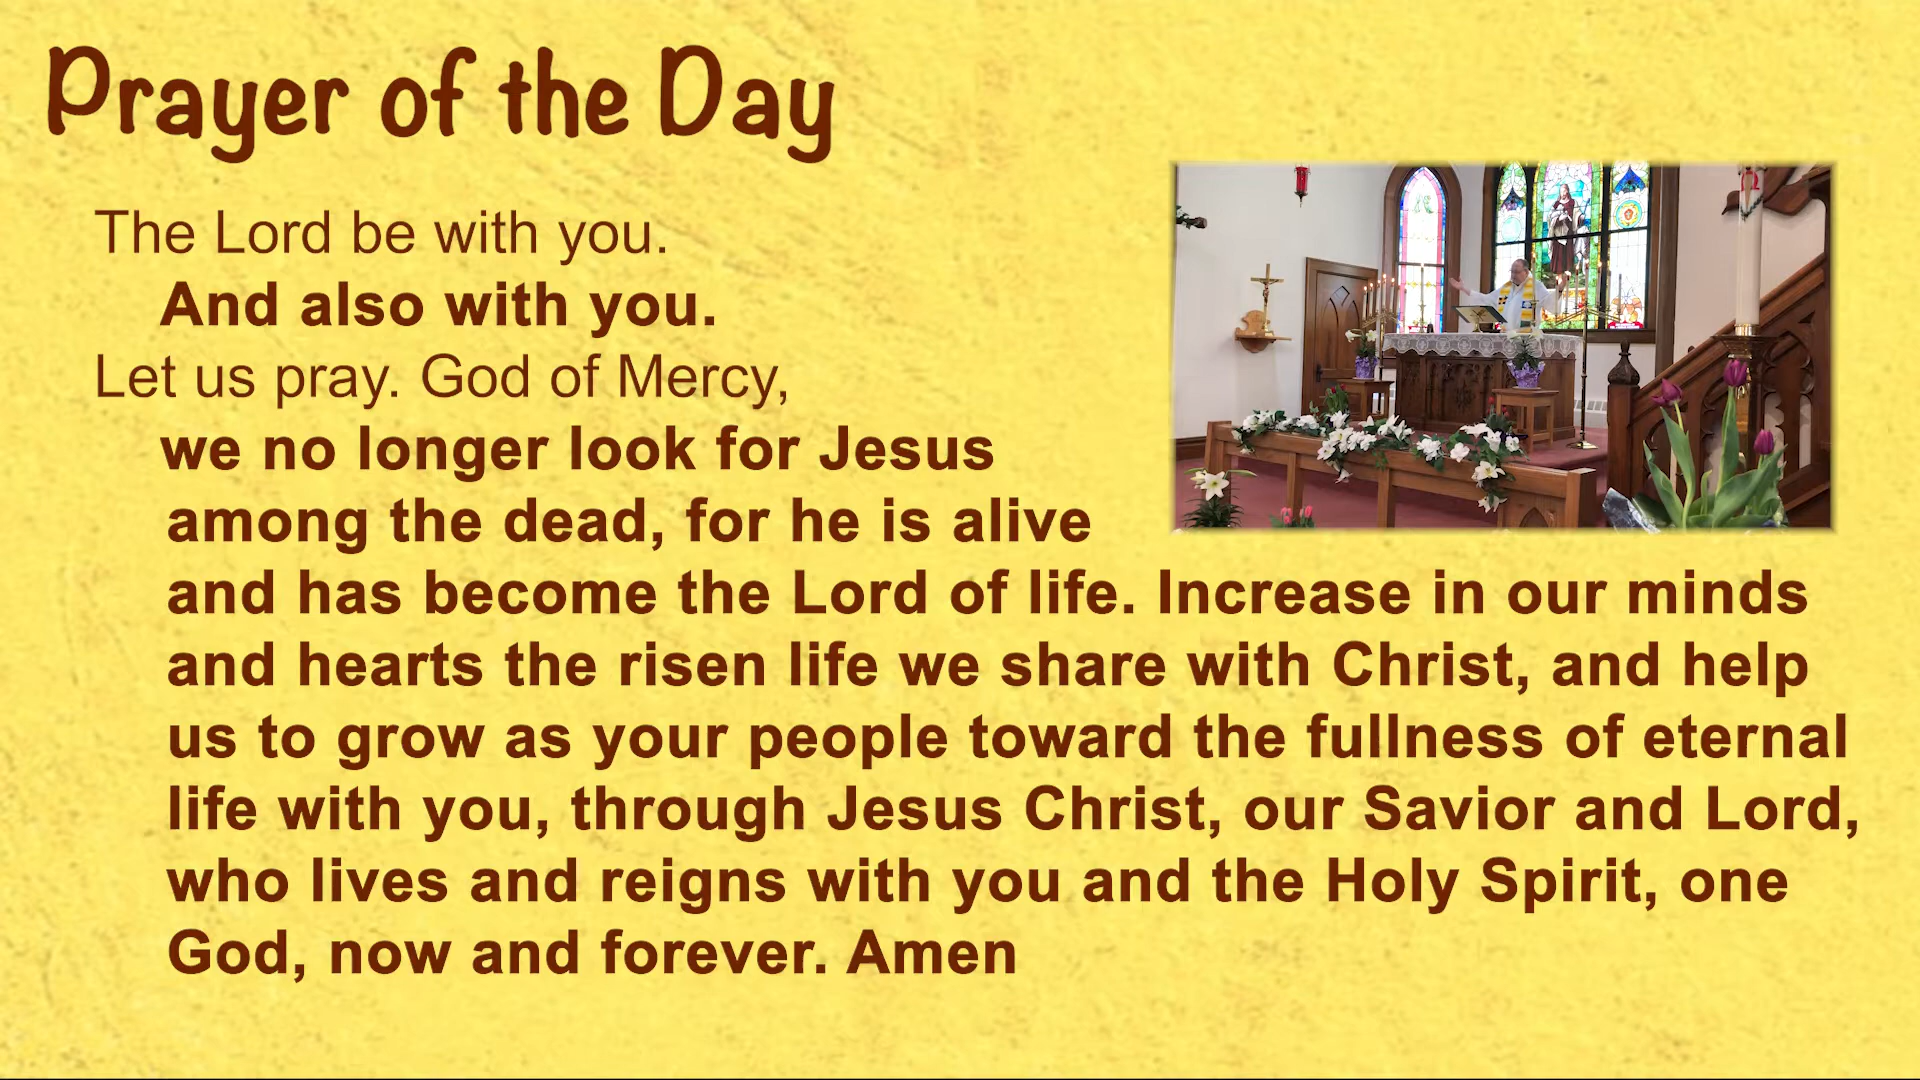 Prayer of the Day
The Lord be with you.
And also with you.
Let us pray. God of Mercy,
we no longer look for Jesus
among the dead, for he is alive
and has become the Lord of life. Increase in our minds
and hearts the risen life we share with Christ, and help
us to grow as your people toward the fullness of eternal
life with you, through Jesus Christ, our Savior and Lord,
who lives and reigns with you and the Holy Spirit, one
God, now and forever. Amen